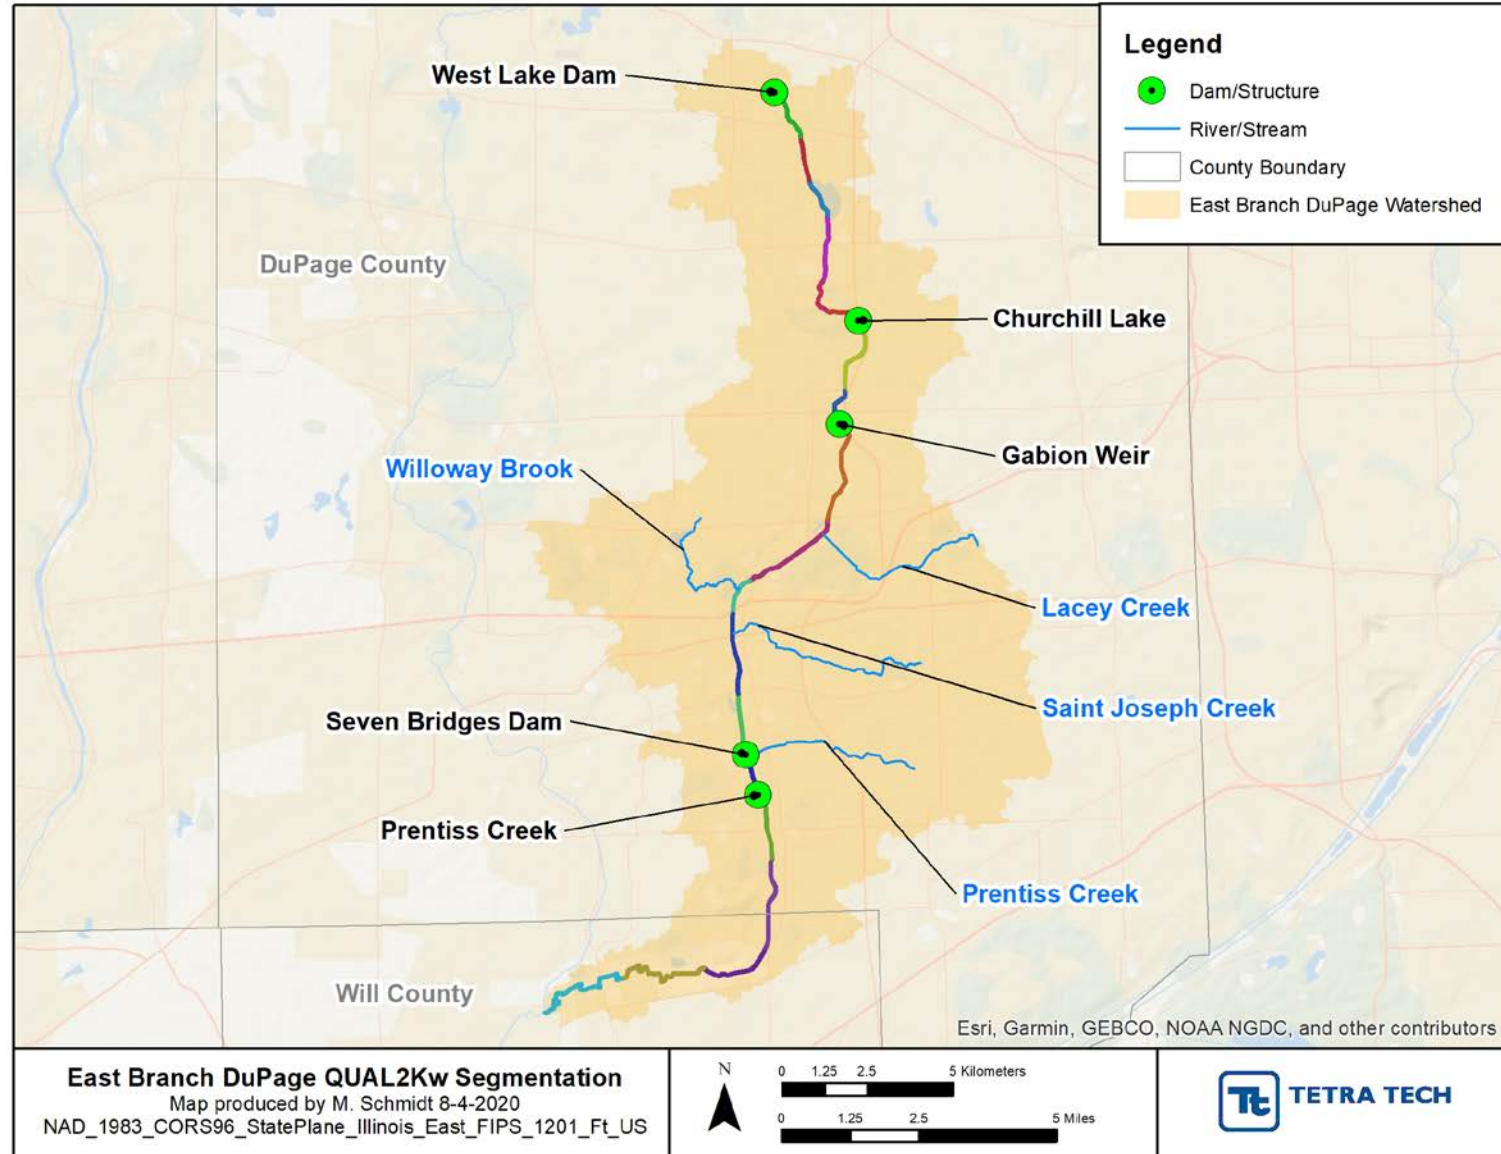 West Lake Dam
Legend
Dam/Structure
River/Stream
County Boundary
East Branch DuPage Watershed
DuPage County
Churchill Lake
Gabion Weir
Willoway Brook
Lacey Creek
Saint Joseph Creek
Seven Bridges Dam
Prentiss Creek
Prentiss Creek
Will County
Esri, Garmin, GEBCO, NOAA NGDC, and other contributors
East Branch DuPage QUAL2Kw Segmentation
Map produced by M. Schmidt 8-4-2020
NAD_1983_CORS96_StatePlane_Illinois_East_FIPS_1201_Ft_US
N
0 1.25 2.5 5 Kilometers
0 1.25 2.5 5 Miles
Tt TETRA TECH